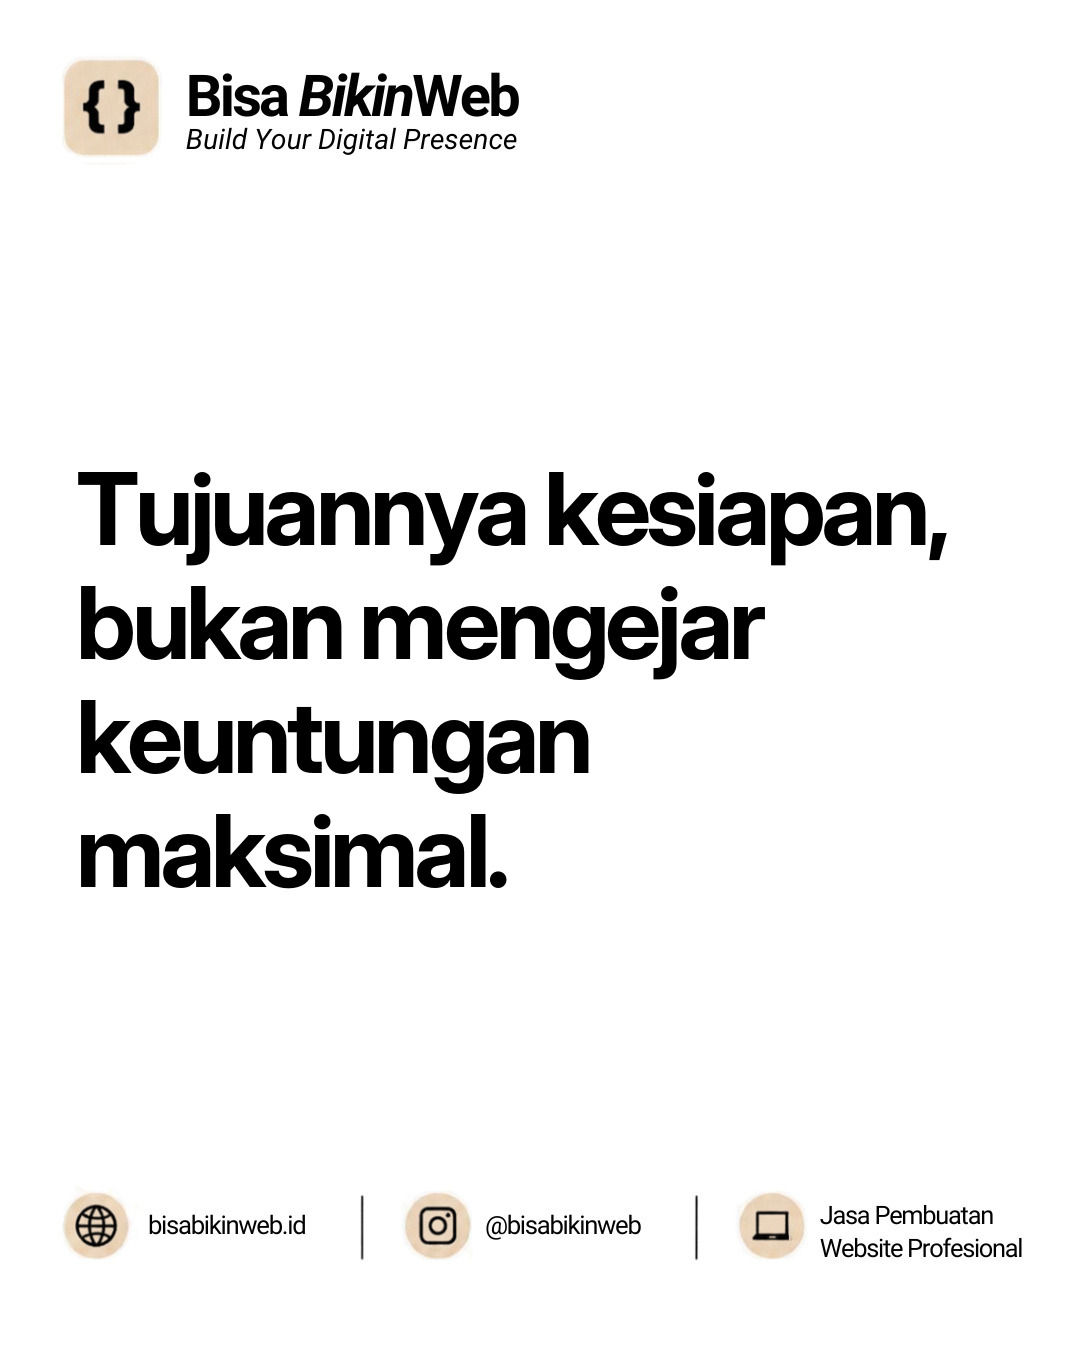 { }
Bisa BikinWeb
Build Your Digital Presence
Tujuannya kesiapan,
bukan mengejar
keuntungan
maksimal.
bisabikinweb.id
@bisabikinweb
Jasa Pembuatan
Website Profesional